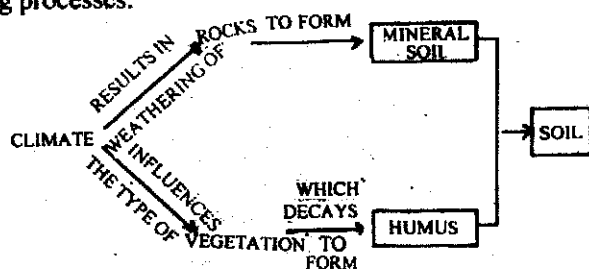 g processes.
RESULTS IN
WEATHERING OF
ROCKS TO FORM
MINERAL
SOIL
CLIMATE
SOIL
INFLUENCES
THE TYPE OF
VEGETATION
WHICH
DECAYS
TO
FORM
HUMUS